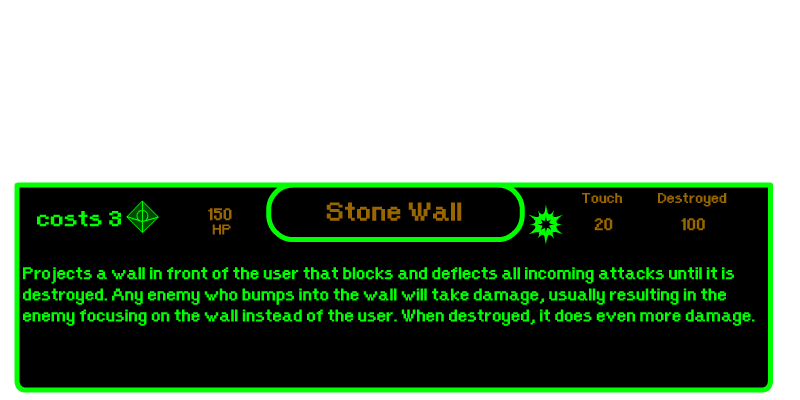 costs 3
150
HP
Stone Wall
Touch
20
Destroyed
100
Projects a wall in front of the user that blocks and deflects all incoming attacks until it is
destroyed. Any enemy who bumps into the wall will take damage, usually resulting in the
enemy focusing on the wall instead of the user. When destroyed, it does even more damage.